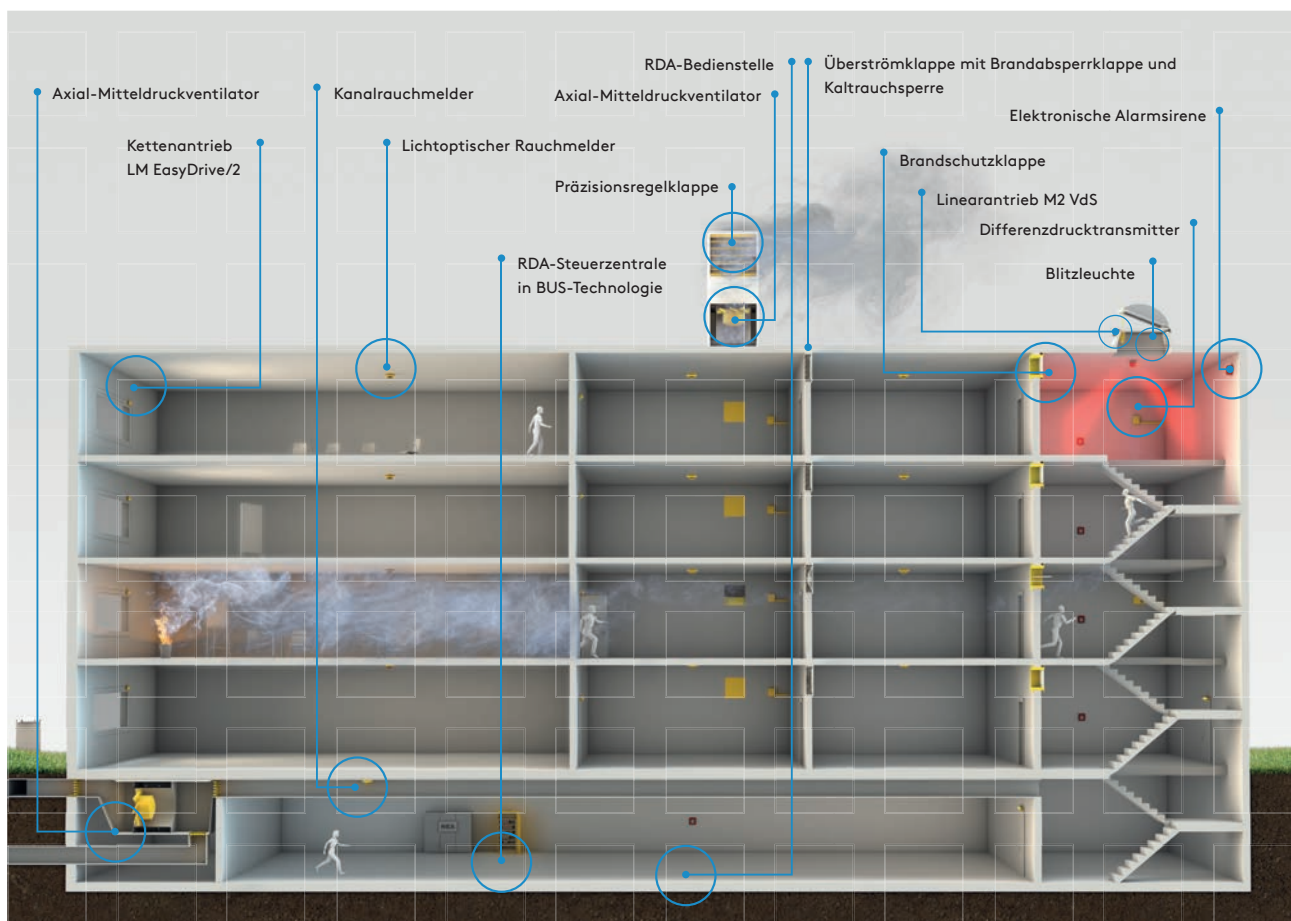 RDA-Bedienstelle
Überströmklappe mit Brandabsperrklappe und
Kaltrauchsperre
Axial-Mitteldruckventilator
Kanalrauchmelder
Axial-Mitteldruckventilator
Elektronische Alarmsirene
Kettenantrieb
LM EasyDrive/2
Lichtoptischer Rauchmelder
Brandschutzklappe
Präzisionsregelklappe
Linearantrieb M2 VdS
Differenzdrucktransmitter
RDA-Steuerzentrale
in BUS-Technologie
Blitzleuchte